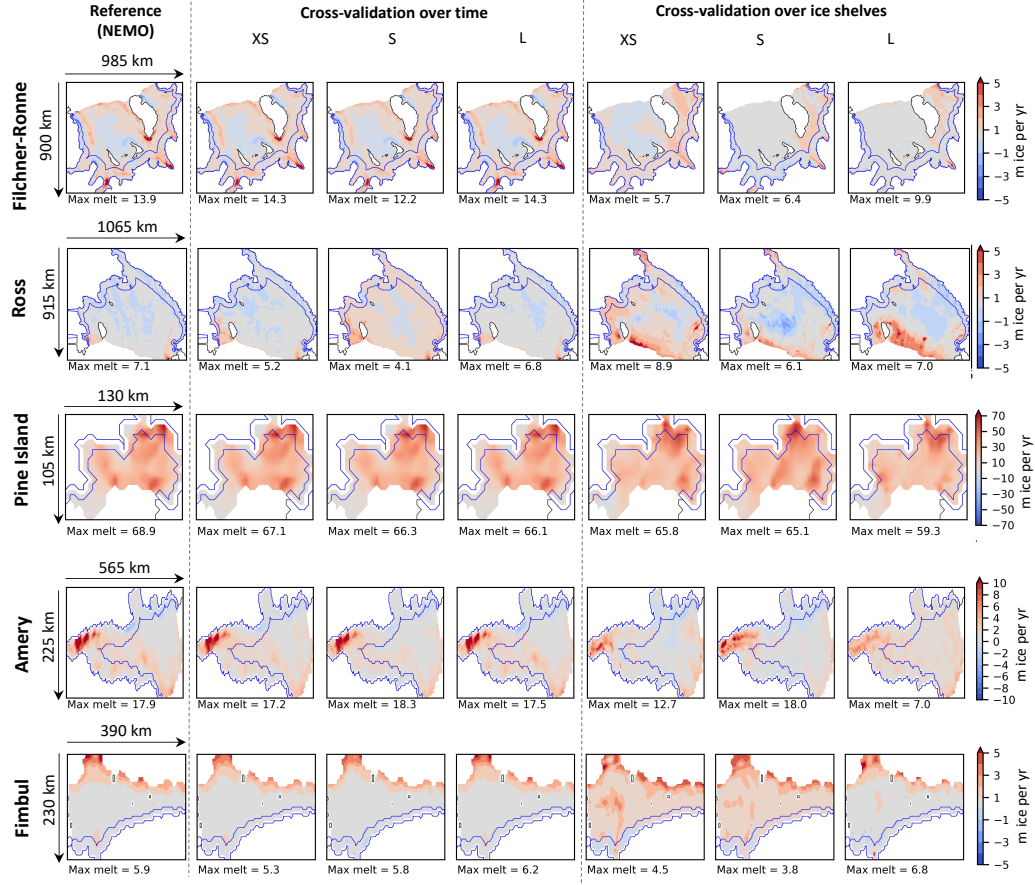 Reference
(NEMO)
Cross-validation over time
Cross-validation over ice shelves
XS
S
L
XS
S
L
985 km
Filchner-Ronne
900 km
Max melt = 13.9
Max melt = 14.3
Max melt = 12.2
Max melt = 14.3
Max melt = 5.7
Max melt = 6.4
Max melt = 9.9
5
3
1
−1
−3
−5
m ice per yr
1065 km
Ross
915 km
Max melt = 7.1
Max melt = 5.2
Max melt = 4.1
Max melt = 6.8
Max melt = 8.9
Max melt = 6.1
Max melt = 7.0
5
3
1
−1
−3
−5
m ice per yr
130 km
Pine Island
105 km
Max melt = 68.9
Max melt = 67.1
Max melt = 66.3
Max melt = 66.1
Max melt = 65.8
Max melt = 65.1
Max melt = 59.3
70
50
30
10
−10
−30
−50
−70
m ice per yr
565 km
Amery
225 km
Max melt = 17.9
Max melt = 17.2
Max melt = 18.3
Max melt = 17.5
Max melt = 12.7
Max melt = 18.0
Max melt = 7.0
10
8
6
4
2
0
−2
−4
−6
−8
−10
m ice per yr
390 km
Fimbul
230 km
Max melt = 5.9
Max melt = 5.3
Max melt = 5.8
Max melt = 6.2
Max melt = 4.5
Max melt = 3.8
Max melt = 6.8
5
3
1
−1
−3
−5
m ice per yr